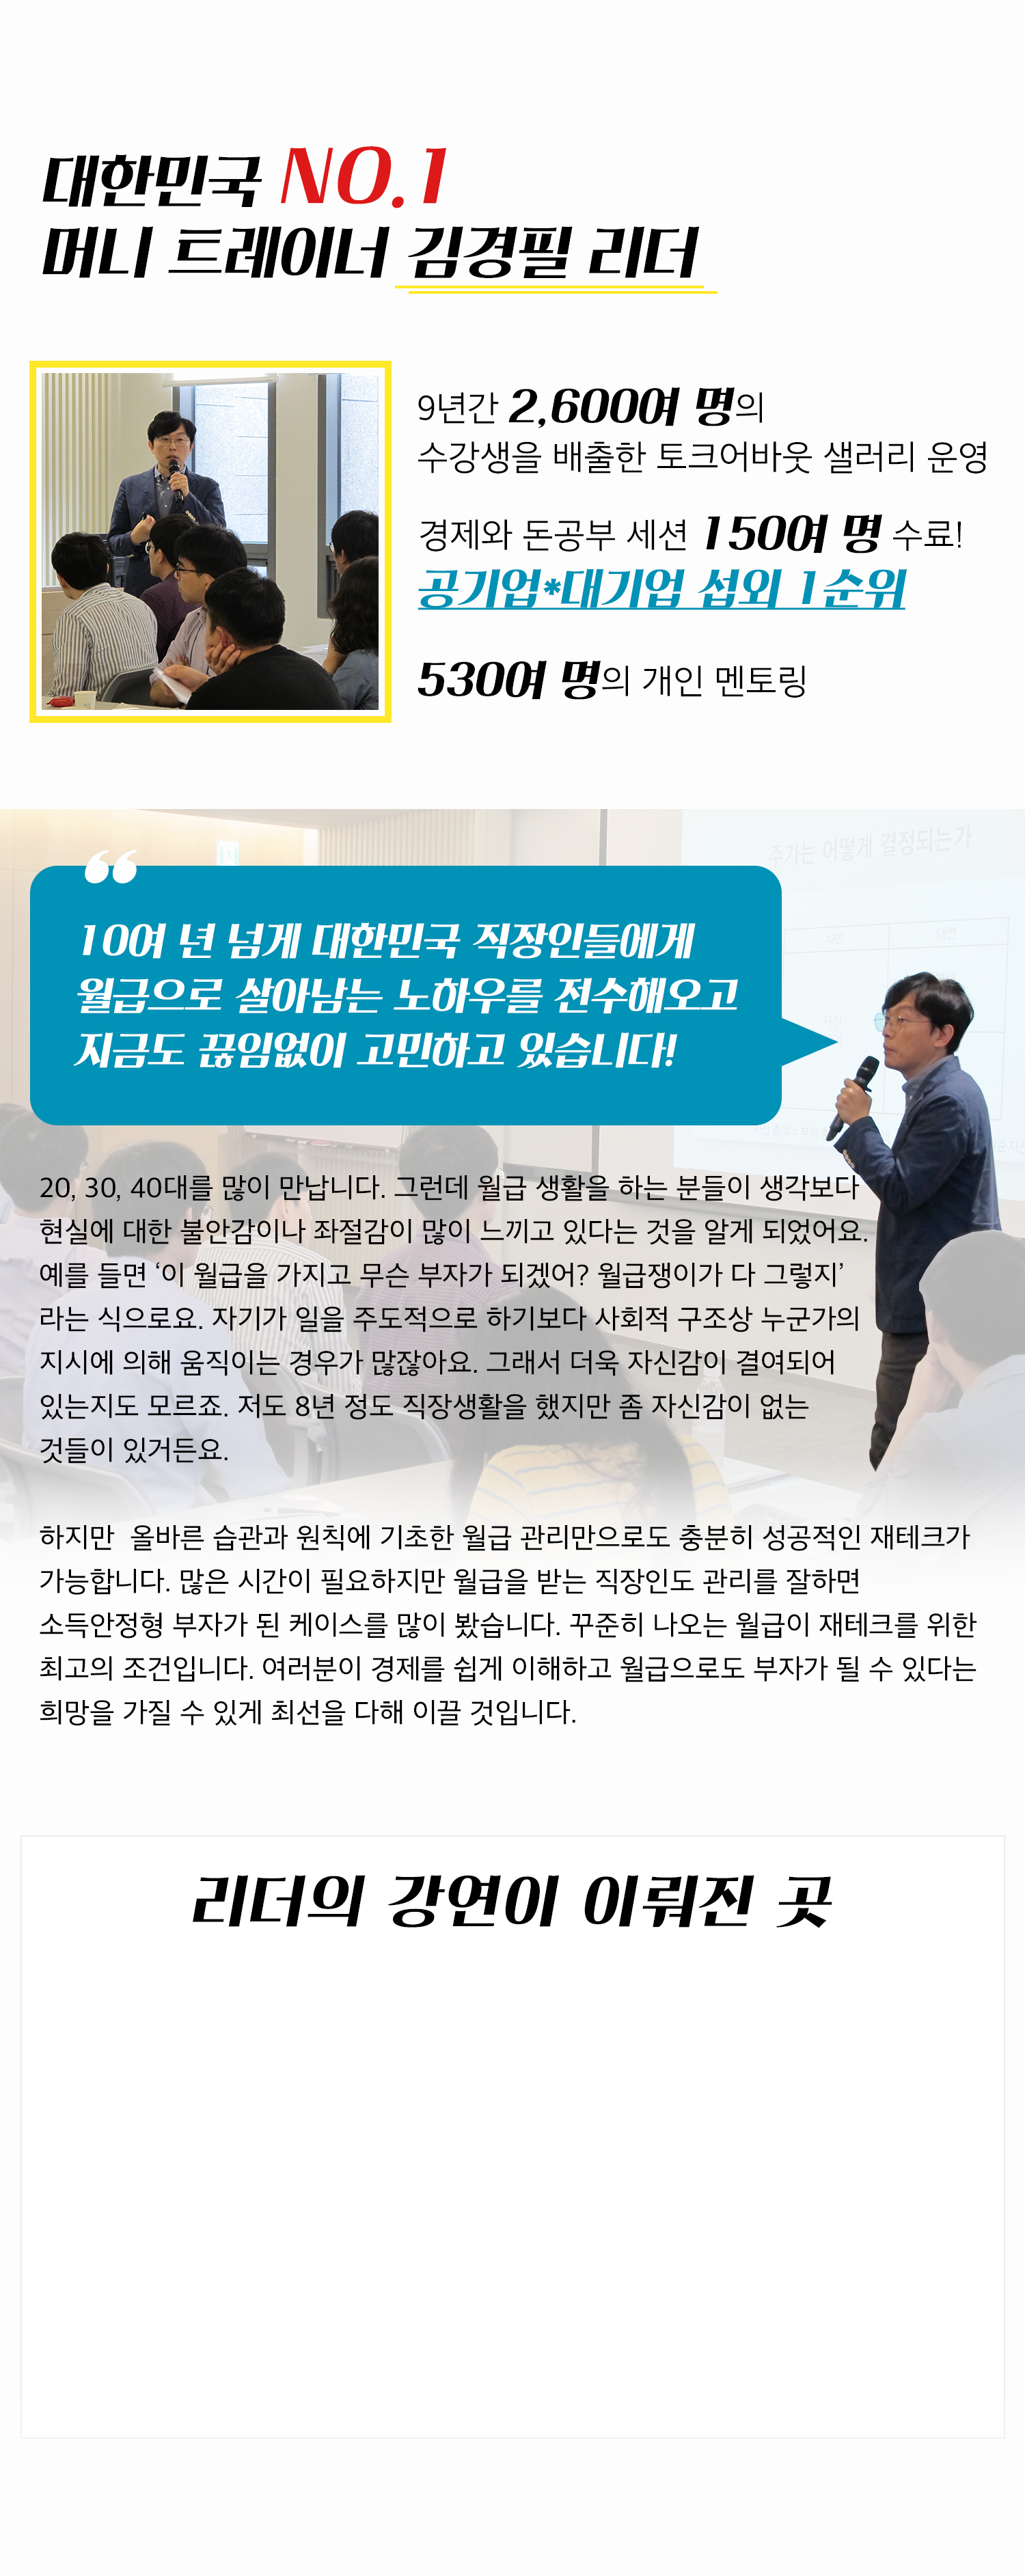 대한민국 NO.1
머니 트레이너 김경필 리더
9년간 2,6000여 명의
수강생을 배출한 토크어바웃 샐러리 운영
경제와 돈공부 세션 1500여 명 수료!
공기업*대기업 섭외 1순위
530여 명의 개인 멘토링
주가는 어떻게 결정되는가
“
10여 년 넘게 대한민국 직장인들에게
월급으로 살아남는 노하우를 전수해오고
지금도 끊임없이 고민하고 있습니다!
20, 30, 40대를 많이 만납니다. 그런데 월급 생활을 하는 분들이 생각보다
현실에 대한 불안감이나 좌절감이 많이 느끼고 있다는 것을 알게 되었어요.
예를 들면 ‘이 월급을 가지고 무슨 부자가 되겠어? 월급쟁이가 다 그렇지’
라는 식으로요. 자기가 일을 주도적으로 하기보다 사회적 구조상 누군가의
지시에 의해 움직이는 경우가 많잖아요. 그래서 더욱 자신감이 결여되어
있는지도 모르죠. 저도 8년 정도 직장생활을 했지만 좀 자신감이 없는
것들이 있거든요.
하지만  올바른 습관과 원칙에 기초한 월급 관리만으로도 충분히 성공적인 재테크가
가능합니다. 많은 시간이 필요하지만 월급을 받는 직장인도 관리를 잘하면
소득안정형 부자가 된 케이스를 많이 봤습니다. 꾸준히 나오는 월급이 재테크를 위한
최고의 조건입니다. 여러분이 경제를 쉽게 이해하고 월급으로도 부자가 될 수 있다는
희망을 가질 수 있게 최선을 다해 이끌 것입니다.
리더의 강연이 이뤄진 곳